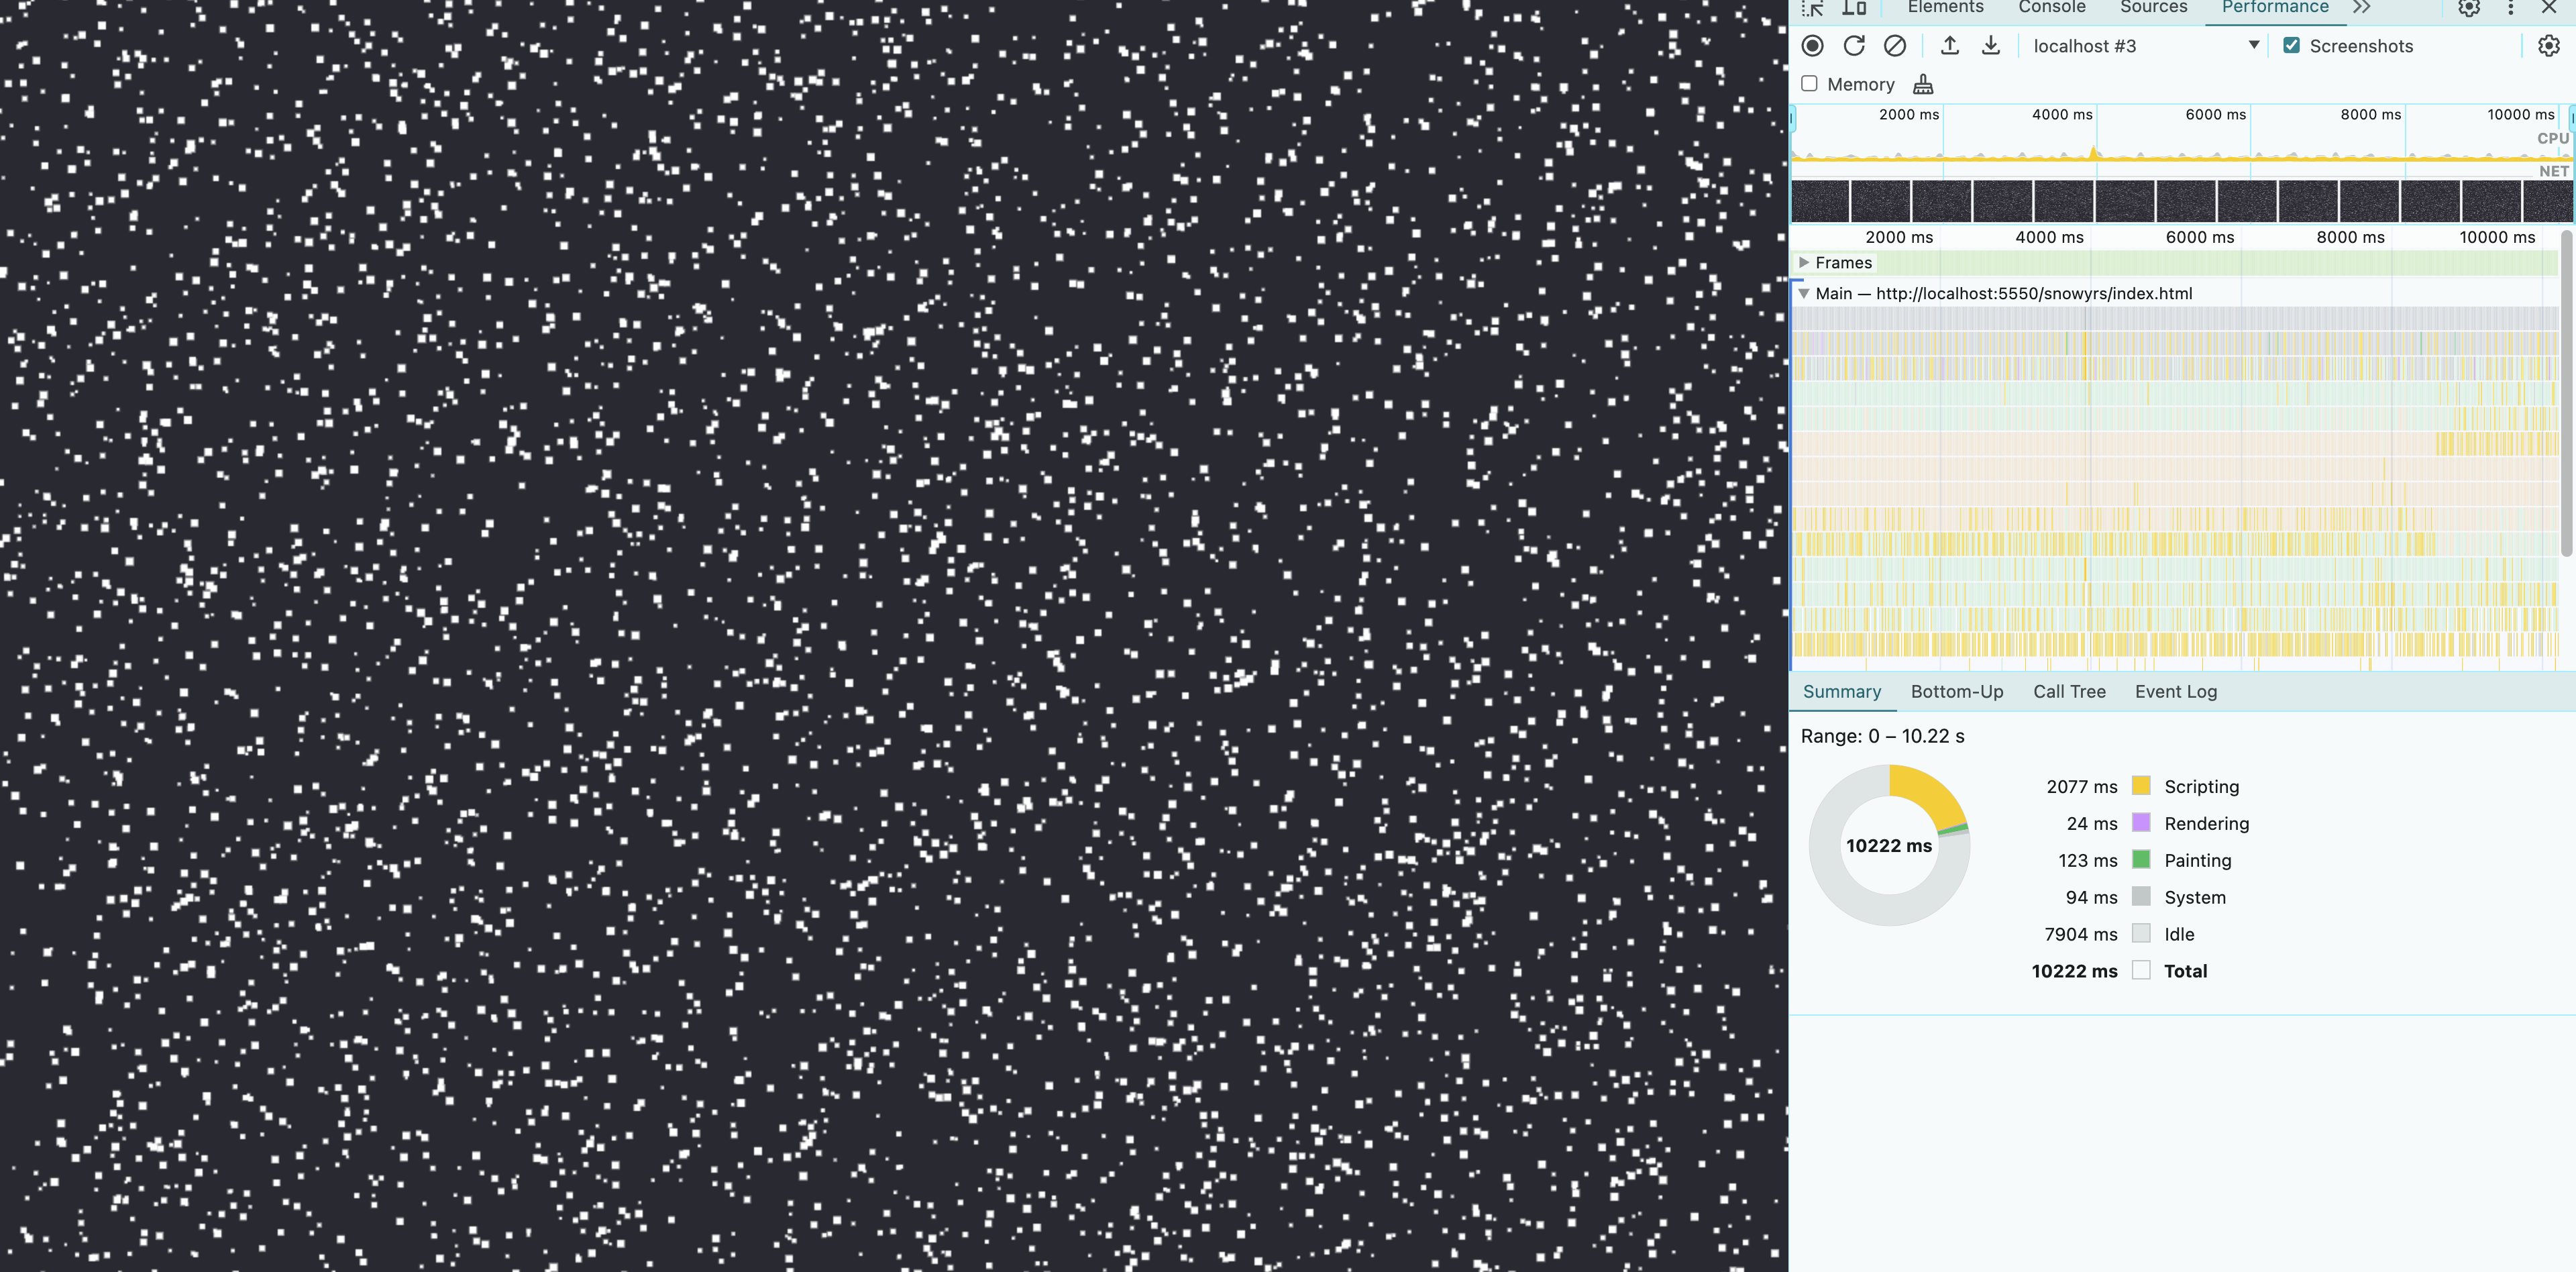 Elements Console Sources Performance
localhost #3 Screenshots
Memory
2000 ms 4000 ms 6000 ms 8000 ms 10000 ms
CPU
NET
2000 ms 4000 ms 6000 ms 8000 ms 10000 ms
Frames
Main — http://localhost:5550/snowyrs/index.html
Summary Bottom-Up Call Tree Event Log
Range: 0 – 10.22 s
10222 ms
2077 ms Scripting
24 ms Rendering
123 ms Painting
94 ms System
7904 ms Idle
10222 ms Total